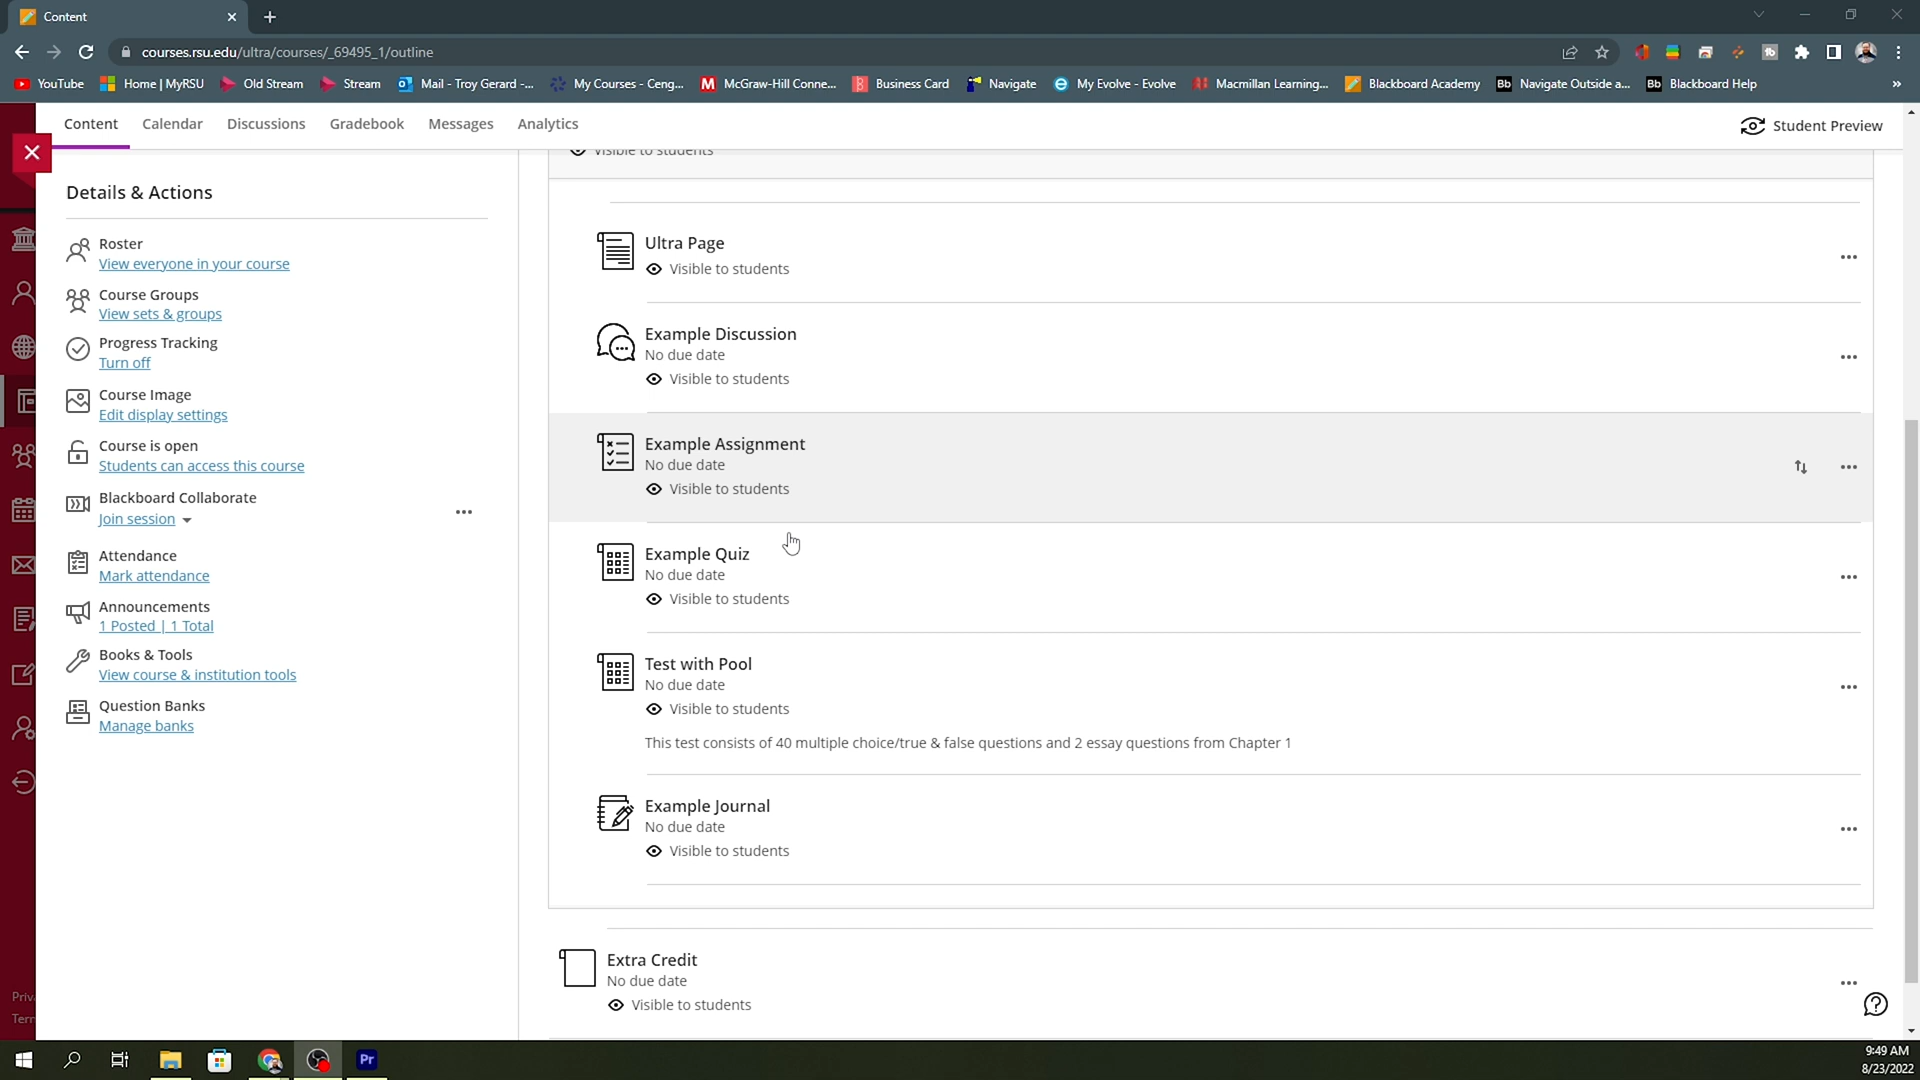 Content
courses.rsu.edu/ultra/courses/_69495_1/outline
YouTube
Home | MyRSU
Old Stream
Stream
Mail - Troy Gerard -...
My Courses - Ceng...
McGraw-Hill Conne...
Business Card
Navigate
My Evolve - Evolve
Macmillan Learning...
Blackboard Academy
Bb Navigate Outside a...
Bb Blackboard Help
Content
Calendar
Discussions
Gradebook
Messages
Analytics
Student Preview
Details & Actions
Roster
View everyone in your course
Course Groups
View sets & groups
Progress Tracking
Turn off
Course Image
Edit display settings
Course is open
Students can access this course
Blackboard Collaborate
Join session
Attendance
Mark attendance
Announcements
1 Posted | 1 Total
Books & Tools
View course & institution tools
Question Banks
Manage banks
Visible to students
Ultra Page
Visible to students
Example Discussion
No due date
Visible to students
Example Assignment
No due date
Visible to students
Example Quiz
No due date
Visible to students
Test with Pool
No due date
Visible to students
This test consists of 40 multiple choice/true & false questions and 2 essay questions from Chapter 1
Example Journal
No due date
Visible to students
Extra Credit
No due date
Visible to students
Pr
9:49 AM
8/23/2022